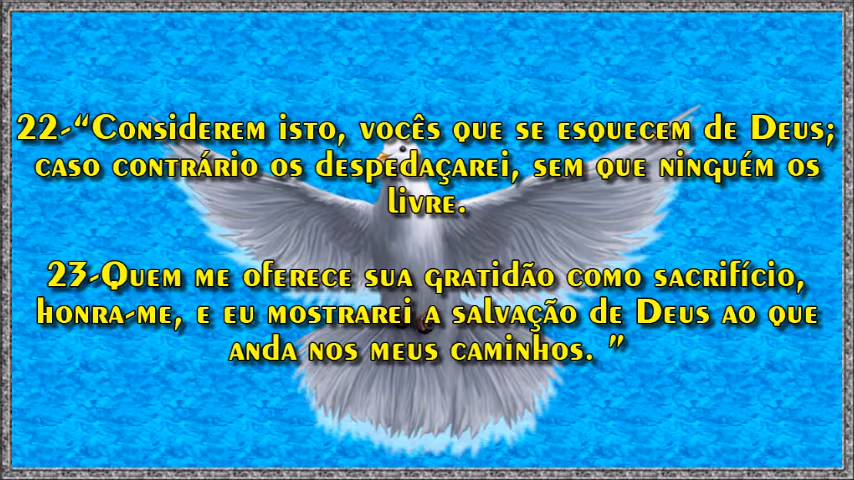 22-“Considerem isto, vocês que se esquecem de Deus;
caso contrário os despedaçarei, sem que ninguém os
livre.
23-Quem me oferece sua gratidão como sacrifício,
honra-me, e eu mostrarei a salvação de Deus ao que
anda nos meus caminhos. ”